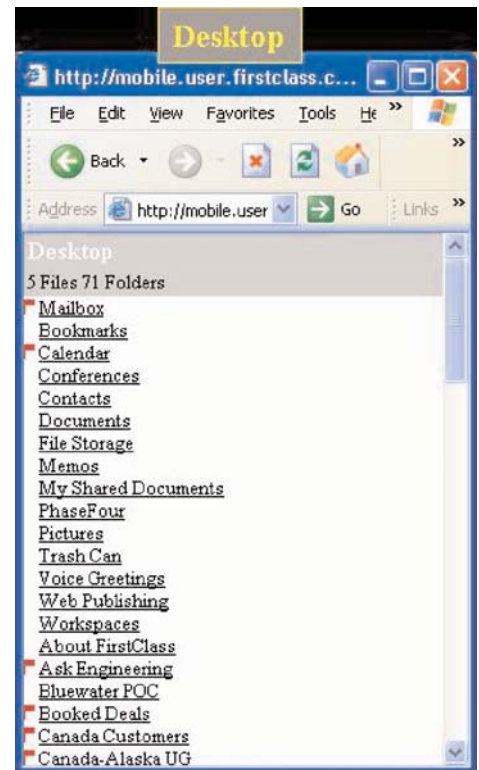 Desktop
http://mobile.user.firstclass.c...
File Edit View Favorites Tools He »
Back »
Address http://mobile.user Go Links »
Desktop
5 Files 71 Folders
Mailbox
Bookmarks
Calendar
Conferences
Contacts
Documents
File Storage
Memos
My Shared Documents
PhaseFour
Pictures
Trash Can
Voice Greetings
Web Publishing
Workspaces
About FirstClass
Ask Engineering
Bluewater POC
Booked Deals
Canada Customers
Canada-Alaska UG